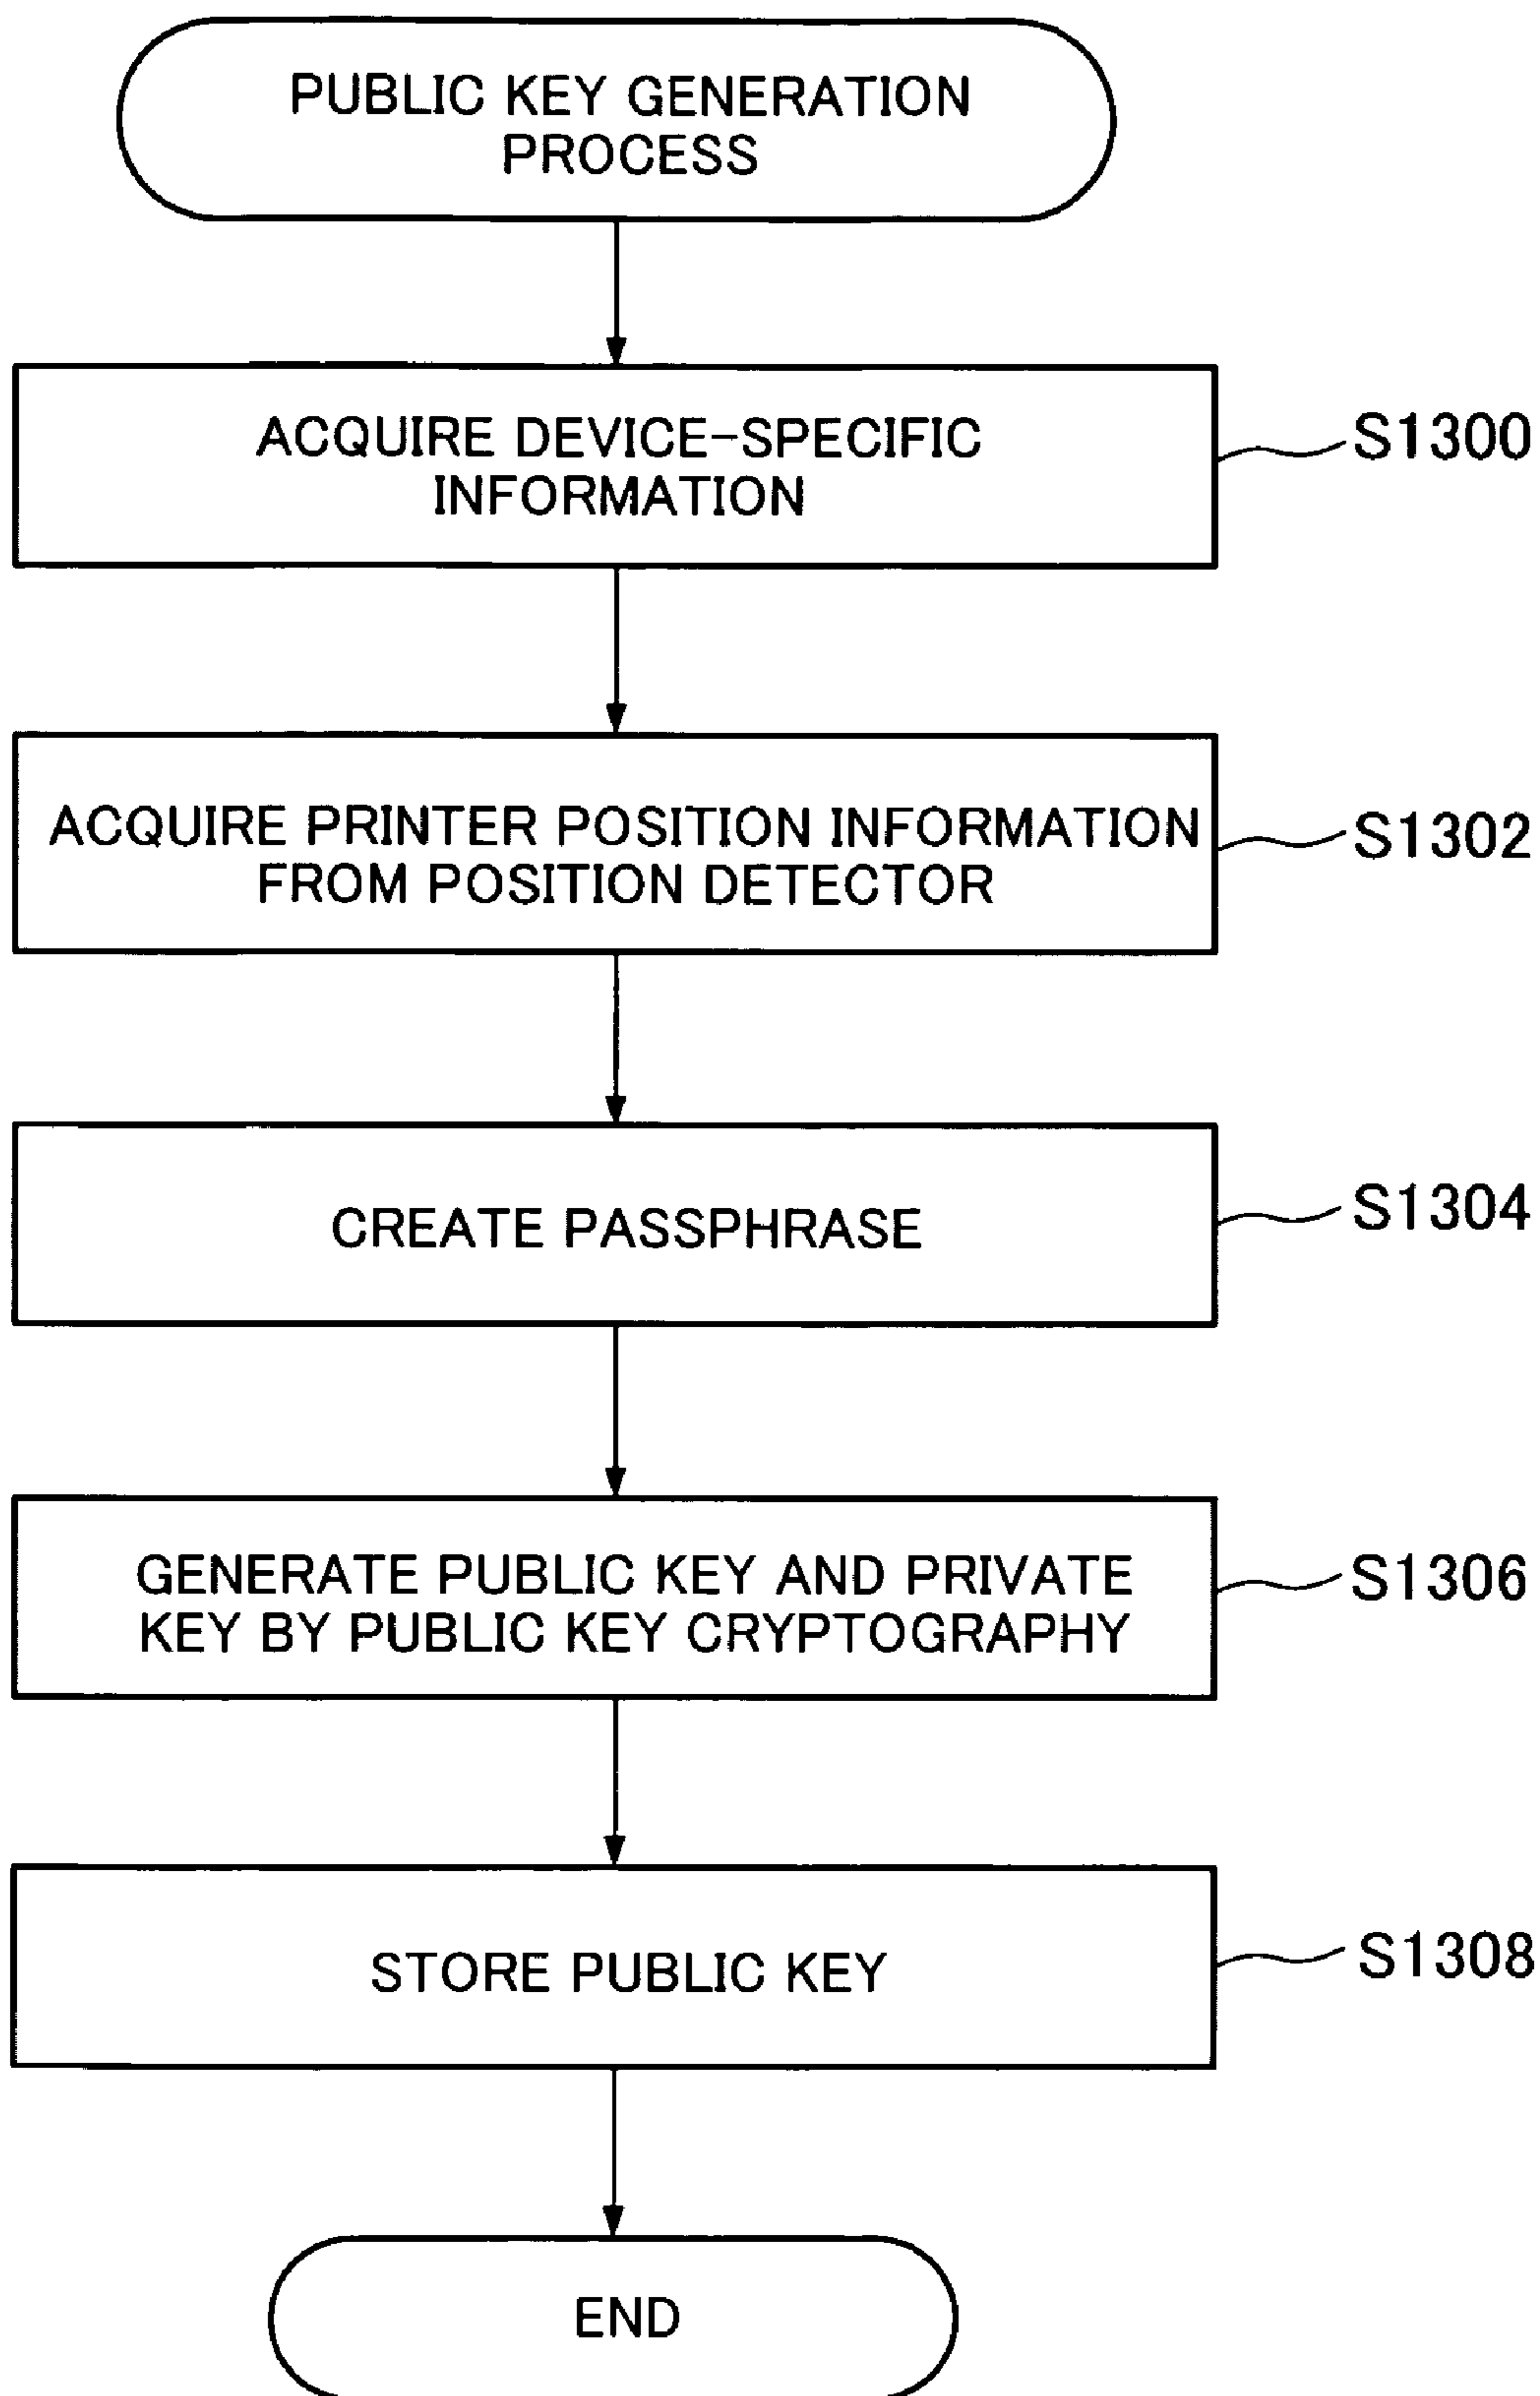 PUBLIC KEY GENERATION
PROCESS
ACQUIRE DEVICE-SPECIFIC
INFORMATION
S1300
ACQUIRE PRINTER POSITION INFORMATION
FROM POSITION DETECTOR
S1302
CREATE PASSPHRASE
S1304
GENERATE PUBLIC KEY AND PRIVATE
KEY BY PUBLIC KEY CRYPTOGRAPHY
S1306
STORE PUBLIC KEY
S1308
END